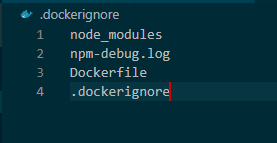 .dockerignore
1 node_modules
2 npm-debug.log
3 Dockerfile
4 .dockerignore